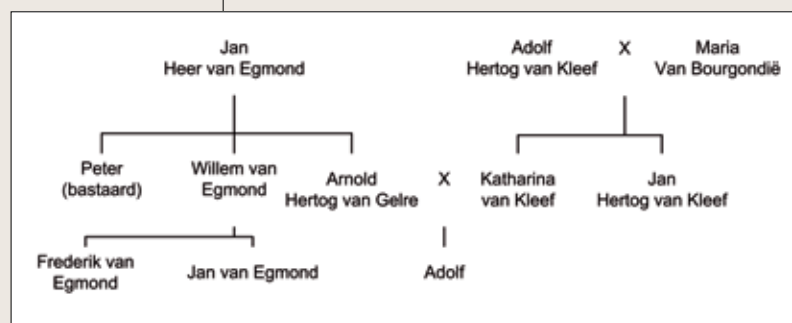 Jan
Heer van Egmond
Adolf
Hertog van Kleef
X
Maria
Van Bourgondië
Peter
(bastaard)
Willem van
Egmond
Arnold
Hertog van Gelre
X
Katharina
van Kleef
Jan
Hertog van Kleef
Frederik van
Egmond
Jan van Egmond
Adolf